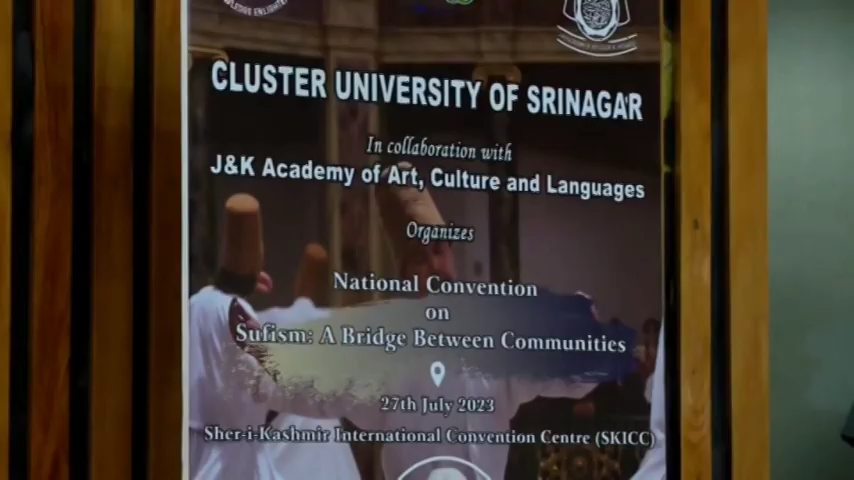 CLUSTER UNIVERSITY OF SRINAGAR
In collaboration with
J&K Academy of Art, Culture and Languages
Organizes
National Convention
on
Sufism: A Bridge Between Communities
27th July 2023
Sher-i-Kashmir International Convention Centre (SKICC)